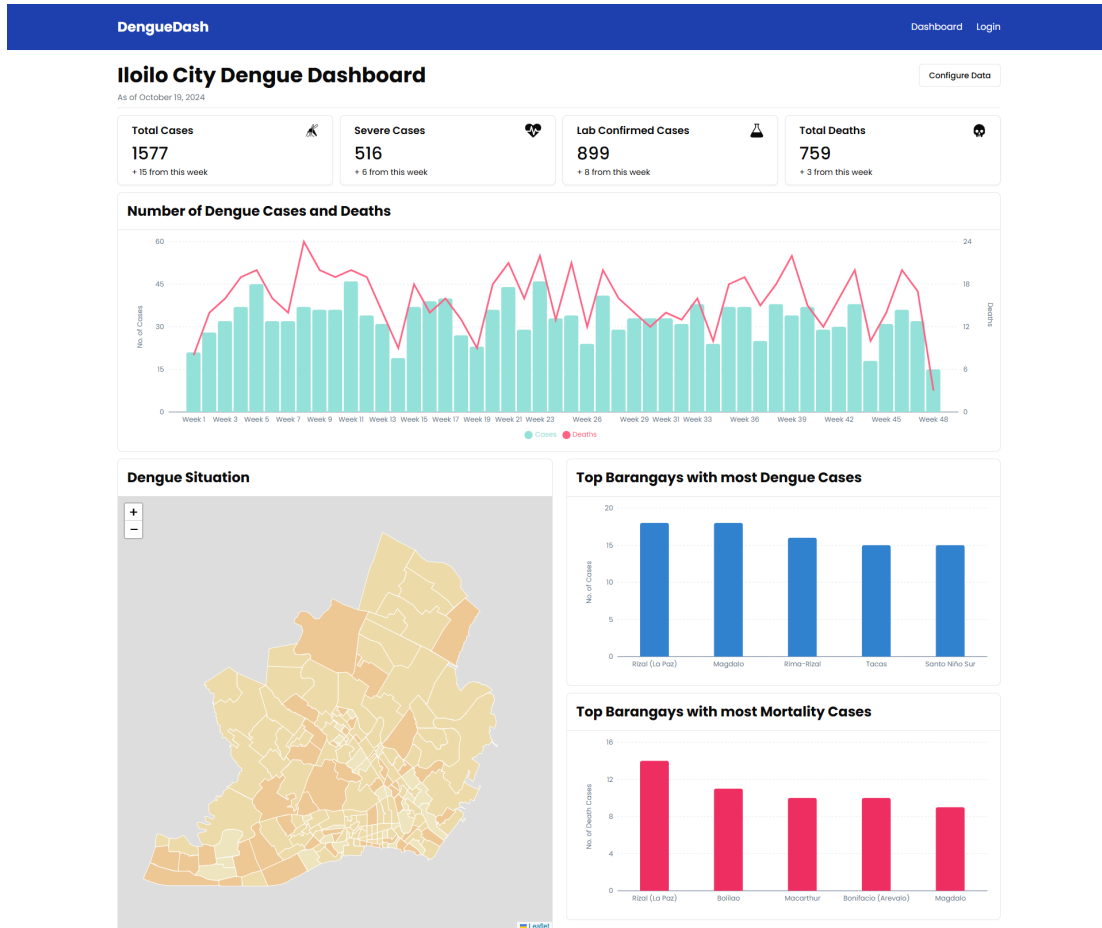 DengueDash
Dashboard Login
Iloilo City Dengue Dashboard
Configure Data
As of October 19, 2024
Total Cases
1577
+ 15 from this week
Severe Cases
516
+ 6 from this week
Lab Confirmed Cases
899
+ 8 from this week
Total Deaths
759
+ 3 from this week
Number of Dengue Cases and Deaths
60
45
30
15
0
No. of Cases
24
18
12
6
0
Deaths
Week 1 Week 3 Week 5 Week 7 Week 9 Week 11 Week 13 Week 15 Week 17 Week 19 Week 21 Week 23 Week 26 Week 29 Week 31 Week 33 Week 36 Week 39 Week 42 Week 45 Week 48
Cases Deaths
Dengue Situation
+
−
Leaflet
Top Barangays with most Dengue Cases
20
15
10
5
0
No. of Cases
Rizal (La Paz) Magdalo Rima-Rizal Tacas Santo Niño Sur
Top Barangays with most Mortality Cases
16
12
8
4
0
No. of Death Cases
Rizal (La Paz) Bolilao Macarthur Bonifacio (Arevalo) Magdalo